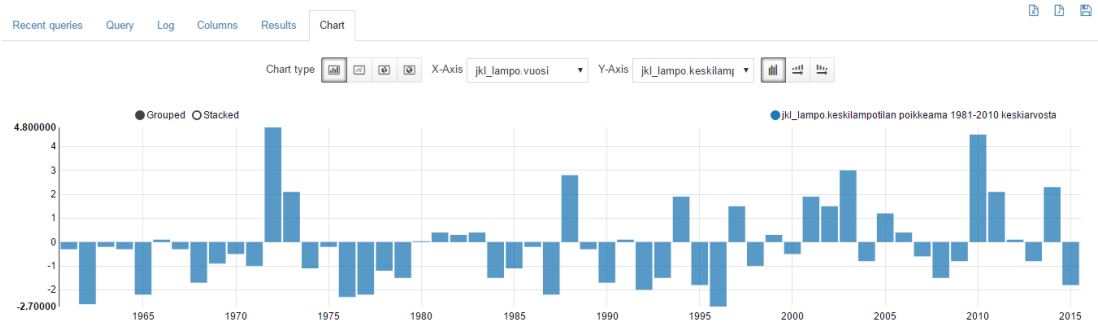 Recent queries Query Log Columns Results Chart
Chart type X-Axis jkl_lampo.vuosi Y-Axis jkl_lampo.keskilamp
Grouped Stacked jkl_lampo.keskilampotilan poikkeama 1981-2010 keskiarvosta
4.800000
4
3
2
1
0
-1
-2
-2.70000
1965 1970 1975 1980 1985 1990 1995 2000 2005 2010 2015